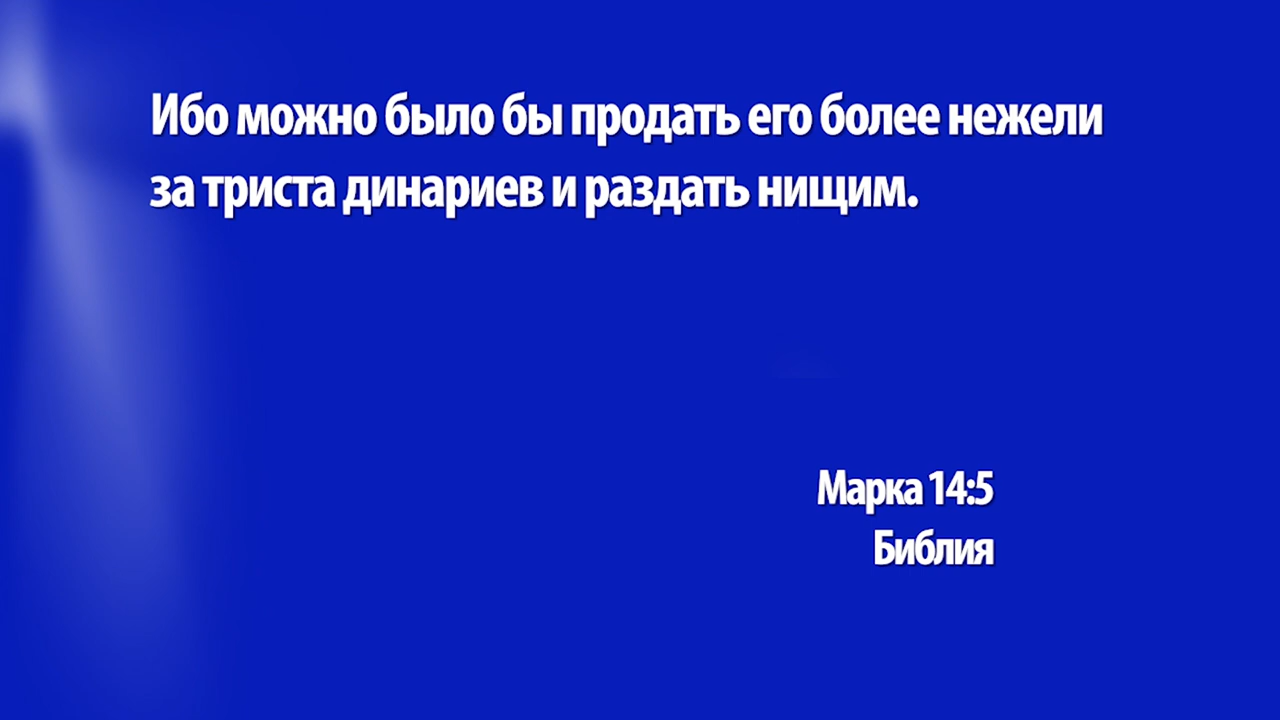 Ибо можно было бы продать его более нежели
за триста динариев и раздать нищим.
Марка 14:5
Библия